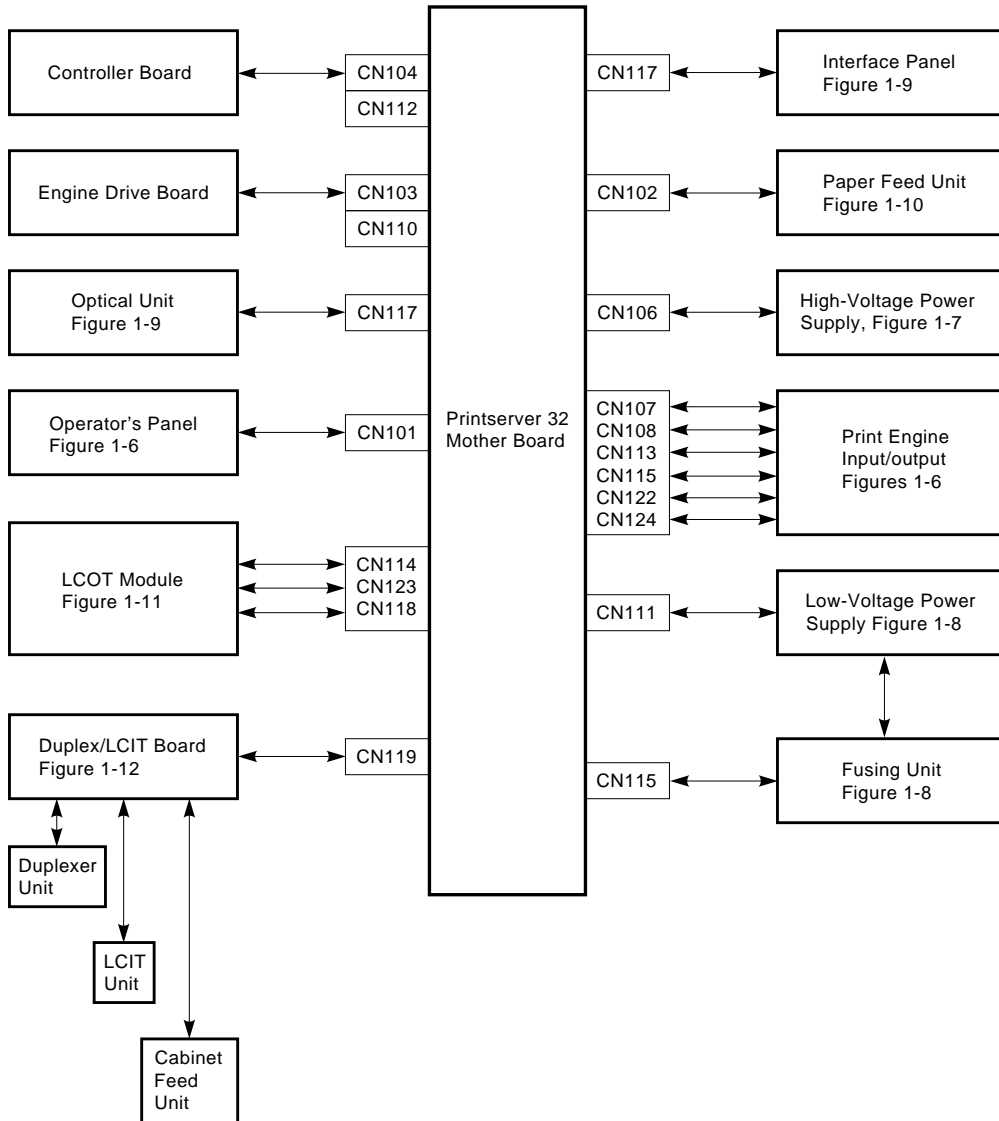 Controller Board
CN104
CN112
CN117
Interface Panel
Figure 1-9
Engine Drive Board
CN103
CN110
CN102
Paper Feed Unit
Figure 1-10
Optical Unit
Figure 1-9
CN117
CN106
High-Voltage Power
Supply, Figure 1-7
Operator's Panel
Figure 1-6
CN101
Printserver 32
Mother Board
CN107
CN108
CN113
CN115
CN122
CN124
Print Engine
Input/output
Figures 1-6
LCOT Module
Figure 1-11
CN114
CN123
CN118
CN111
Low-Voltage Power
Supply Figure 1-8
Duplex/LCIT Board
Figure 1-12
CN119
CN115
Fusing Unit
Figure 1-8
Duplexer
Unit
LCIT
Unit
Cabinet
Feed
Unit